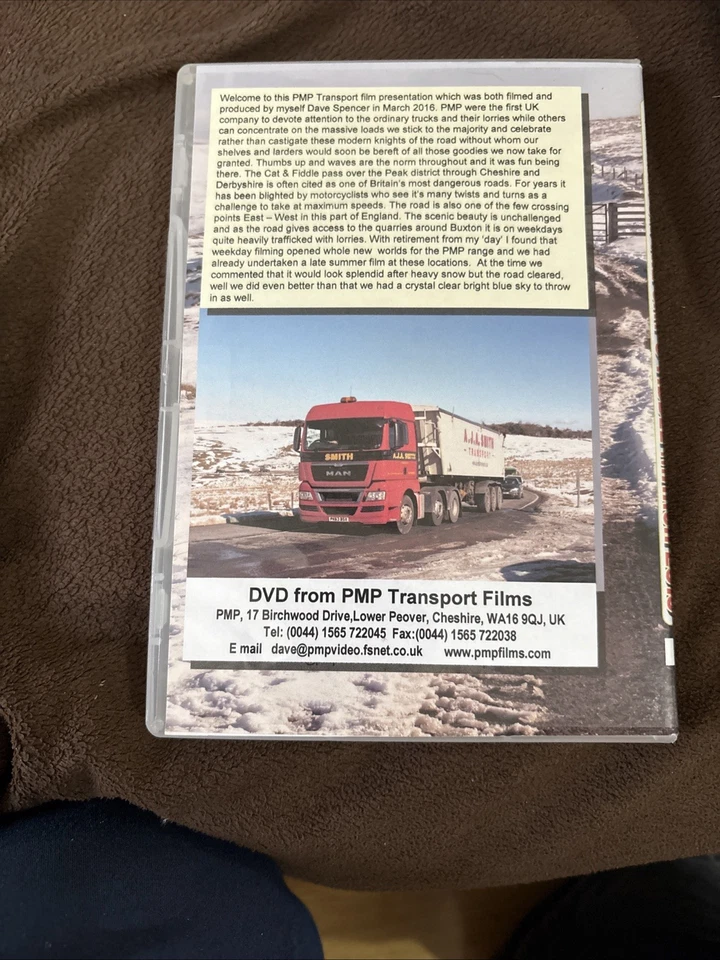 Welcome to this PMP Transport film presentation which was both filmed and
produced by myself Dave Spencer in March 2016. PMP were the first UK
company to devote attention to the ordinary trucks and their lorries while others
can concentrate on the massive loads we stick to the majority and celebrate
rather than castigate these modern knights of the road without whom our
shelves and larders would soon be bereft of all those goodies we now take for
granted. Thumbs up and waves are the norm throughout and it was fun being
there. The Cat & Fiddle pass over the Peak district through Cheshire and
Derbyshire is often cited as one of Britain's most dangerous roads. For years it
has been blighted by motorcyclists who see it's many twists and turns as a
challenge to take at maximum speeds. The road is also one of the few crossing
points East – West in this part of England. The scenic beauty is unchallenged
and as the road gives access to the quarries around Buxton it is on weekdays
quite heavily trafficked with lorries. With retirement from my 'day' I found that
weekday filming opened whole new worlds for the PMP range and we had
already undertaken a late summer film at these locations. At the time we
commented that it would look splendid after heavy snow but the road cleared,
well we did even better than that we had a crystal clear bright blue sky to throw
in as well.
A.J.A. SMITH
TRANSPORT
SMITH
MAN
DVD from PMP Transport Films
PMP, 17 Birchwood Drive,Lower Peover, Cheshire, WA16 9QJ, UK
Tel: (0044) 1565 722045 Fax:(0044) 1565 722038
E mail dave@pmpvideo.fsnet.co.uk www.pmpfilms.com